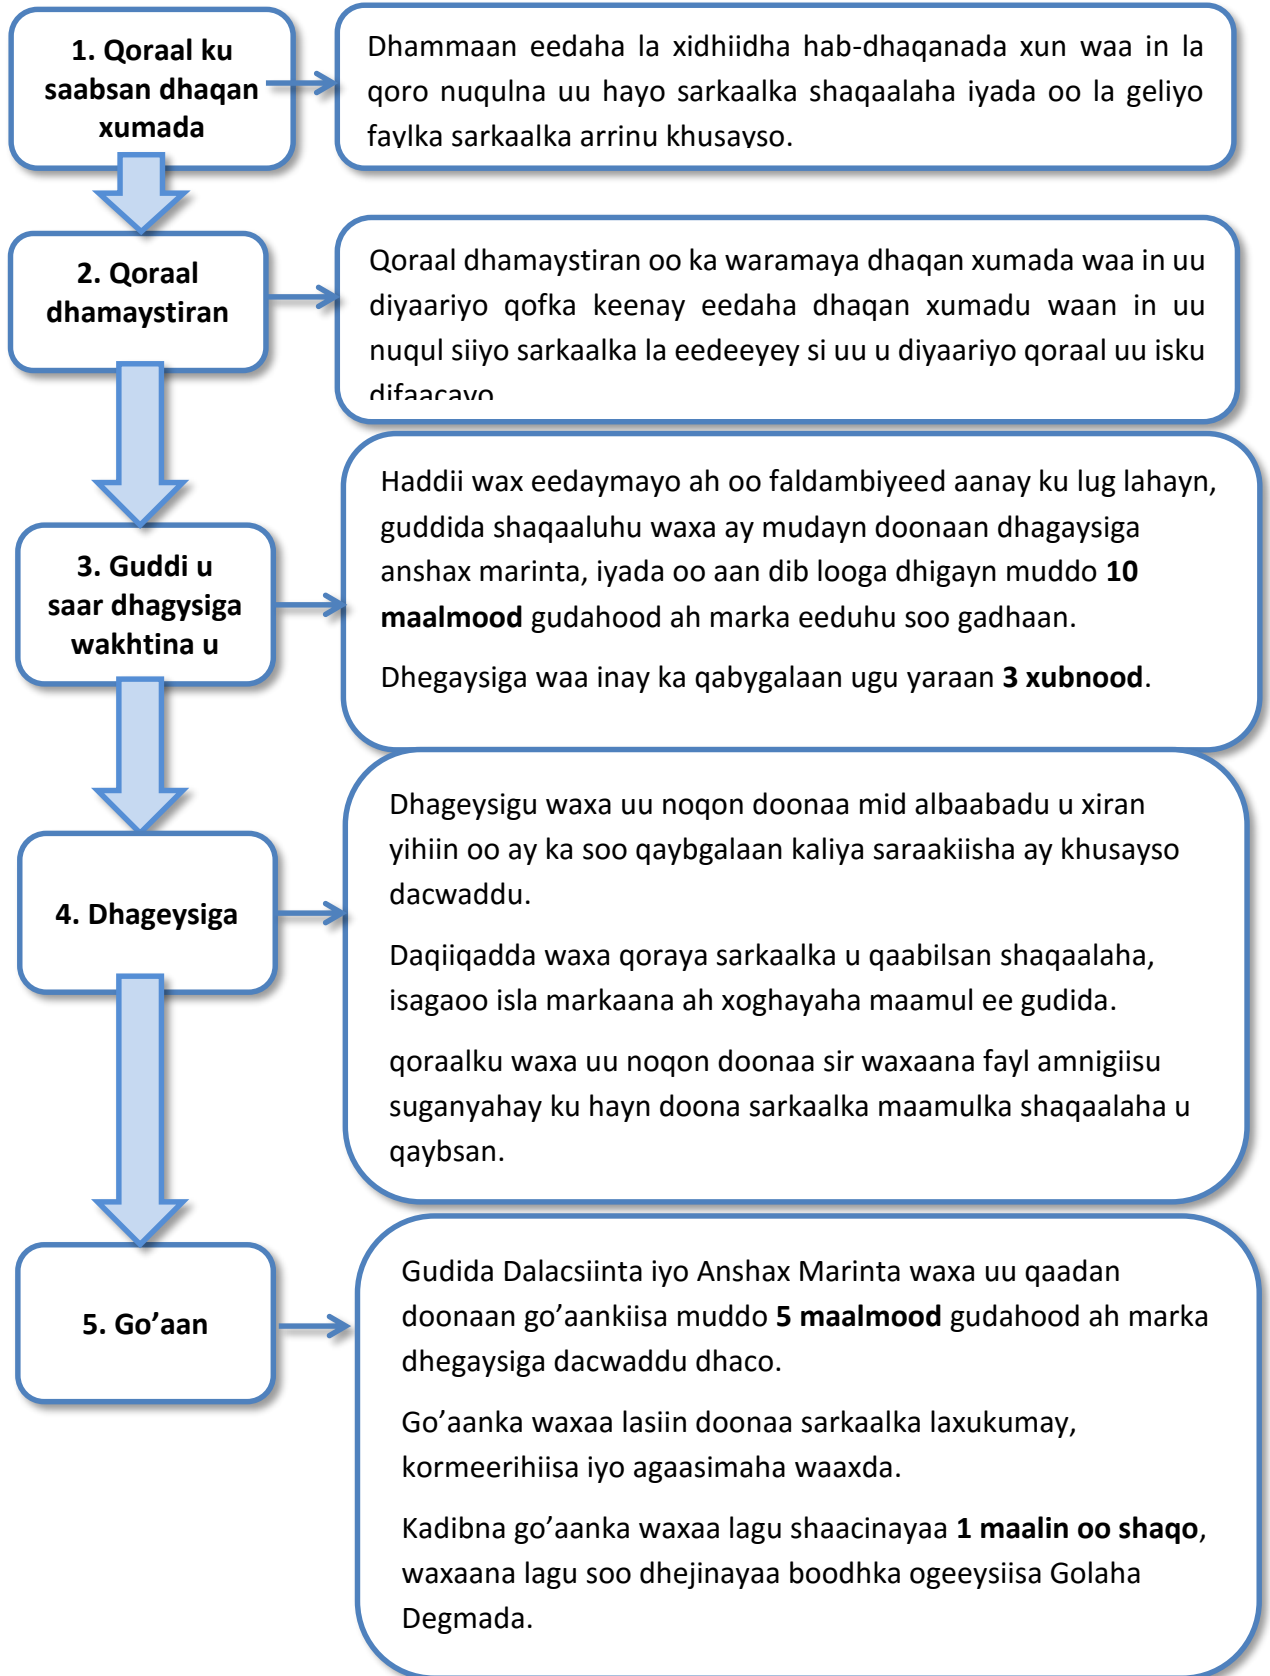 1. Qoraal ku
saabsan dhaqan
xumada
Dhammaan eedaha la xidhiidha hab-dhaqanada xun waa in la
qoro nuqulna uu hayo sarkaalka shaqaalaha iyada oo la geliyo
faylka sarkaalka arrinu khusayso.
2. Qoraal
dhamaystiran
Qoraal dhamaystiran oo ka waramaya dhaqan xumada waa in uu
diyaariyo qofka keenay eedaha dhaqan xumadu waan in uu
nuqul siiyo sarkaalka la eedeeyey si uu u diyaariyo qoraal uu isku
difaacayo
3. Guddi u
saar dhagysiga
wakhtina u
Haddii wax eedaymayo ah oo faldambiyeed aanay ku lug lahayn,
guddida shaqaaluhu waxa ay mudayn doonaan dhagaysiga
anshax marinta, iyada oo aan dib looga dhigayn muddo 10
maalmood gudahood ah marka eeduhu soo gadhaan.
Dhegaysiga waa inay ka qabygalaan ugu yaraan 3 xubnood.
4. Dhageysiga
Dhageysigu waxa uu noqon doonaa mid albaabadu u xiran
yihiin oo ay ka soo qaybgalaan kaliya saraakiisha ay khusayso
dacwaddu.
Daqiiqadda waxa qoraya sarkaalka u qaabilsan shaqaalaha,
isagaoo isla markaana ah xoghayaha maamul ee gudida.
qoraalku waxa uu noqon doonaa sir waxaana fayl amnigiisu
suganyahay ku hayn doona sarkaalka maamulka shaqaalaha u
qaybsan.
5. Go’aan
Gudida Dalacsiinta iyo Anshax Marinta waxa uu qaadan
doonaan go’aankiisa muddo 5 maalmood gudahood ah marka
dhegaysiga dacwaddu dhaco.
Go’aanka waxaa lasiin doonaa sarkaalka laxukumay,
kormeerihiisa iyo agaasimaha waaxda.
Kadibna go’aanka waxaa lagu shaacinayaa 1 maalin oo shaqo,
waxaana lagu soo dhejinayaa boodhka ogeeysiisa Golaha
Degmada.